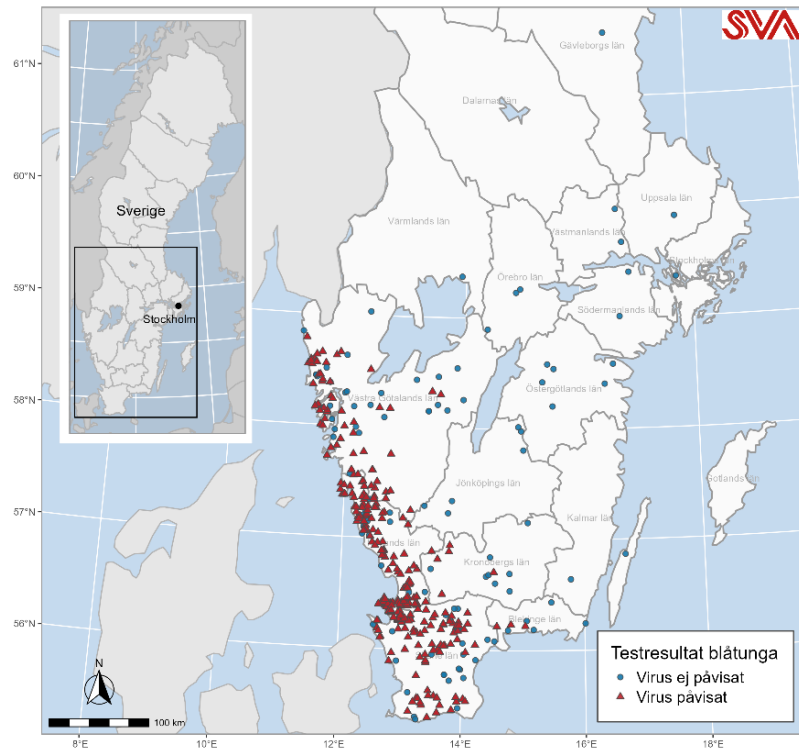 SVA
61°N
60°N
59°N
58°N
57°N
56°N
8°E
10°E
12°E
14°E
16°E
18°E
Sverige
Stockholm
Gävleborgs län
Dalarnas län
Uppsala län
Värmlands län
Västmanlands län
Stockholms län
Örebro län
Södermanlands län
Östergötlands län
Västra Götalands län
Jönköpings län
Gotlands län
Kalmar län
Kronobergs län
Blekinge län
län
N
100 km
Testresultat blåtunga
Virus ej påvisat
Virus påvisat